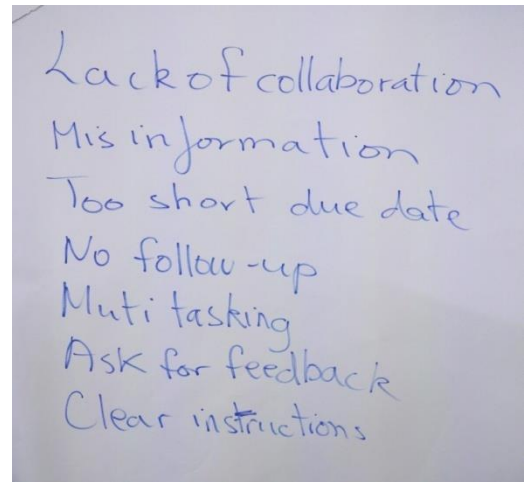 Lack of collaboration
Mis information
Too short due date
No follow-up
Muti tasking
Ask for feedback
Clear instructions